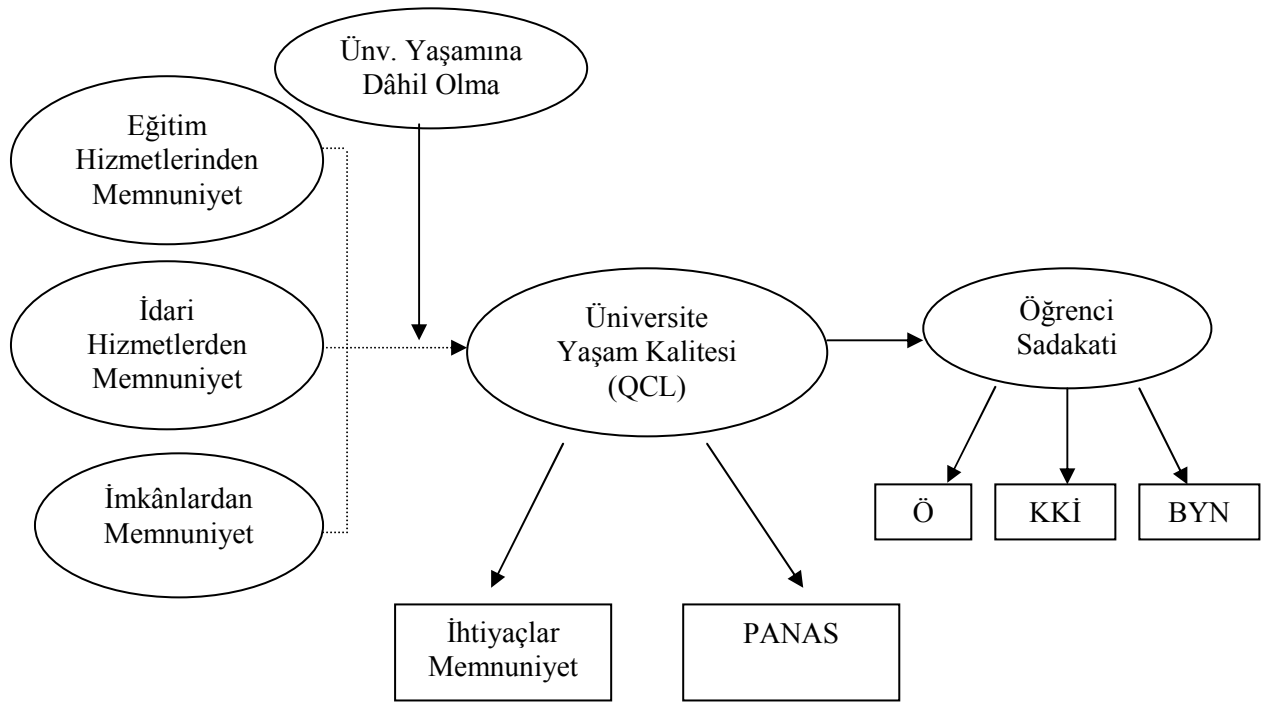 Ünv. Yaşamına
Dâhil Olma
Eğitim
Hizmetlerinden
Memnuniyet
İdari
Hizmetlerden
Memnuniyet
İmkânlardan
Memnuniyet
Üniversite
Yaşam Kalitesi
(QCL)
Öğrenci
Sadakati
Ö
KKİ
BYN
İhtiyaçlar
Memnuniyet
PANAS